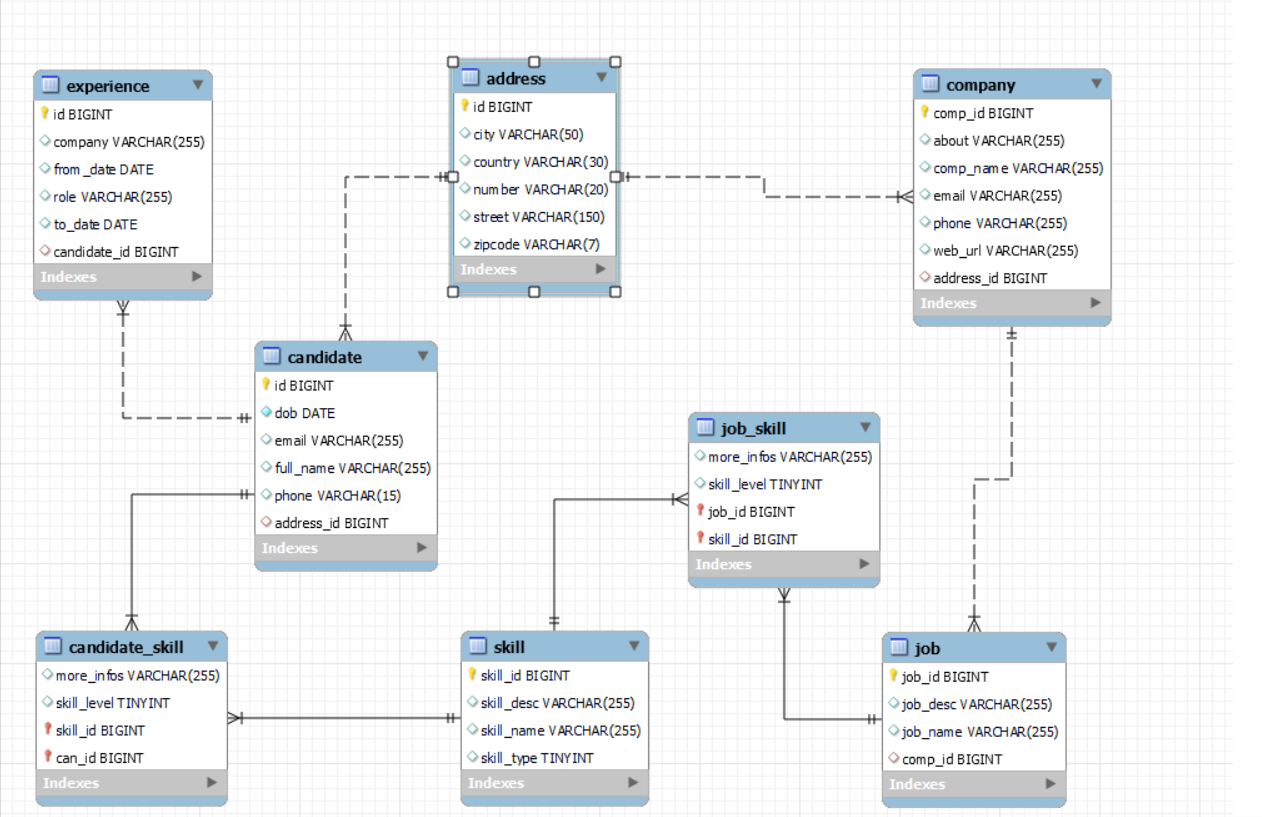 experience
id BIGINT
company VARCHAR(255)
from_date DATE
role VARCHAR(255)
to_date DATE
candidate_id BIGINT
Indexes
address
id BIGINT
city VARCHAR(50)
country VARCHAR(30)
number VARCHAR(20)
street VARCHAR(150)
zipcode VARCHAR(7)
Indexes
company
comp_id BIGINT
about VARCHAR(255)
comp_name VARCHAR(255)
email VARCHAR(255)
phone VARCHAR(255)
web_url VARCHAR(255)
address_id BIGINT
Indexes
candidate
id BIGINT
dob DATE
email VARCHAR(255)
full_name VARCHAR(255)
phone VARCHAR(15)
address_id BIGINT
Indexes
job_skill
more_infos VARCHAR(255)
skill_level TINYINT
job_id BIGINT
skill_id BIGINT
Indexes
candidate_skill
more_infos VARCHAR(255)
skill_level TINYINT
skill_id BIGINT
can_id BIGINT
Indexes
skill
skill_id BIGINT
skill_desc VARCHAR(255)
skill_name VARCHAR(255)
skill_type TINYINT
Indexes
job
job_id BIGINT
job_desc VARCHAR(255)
job_name VARCHAR(255)
comp_id BIGINT
Indexes